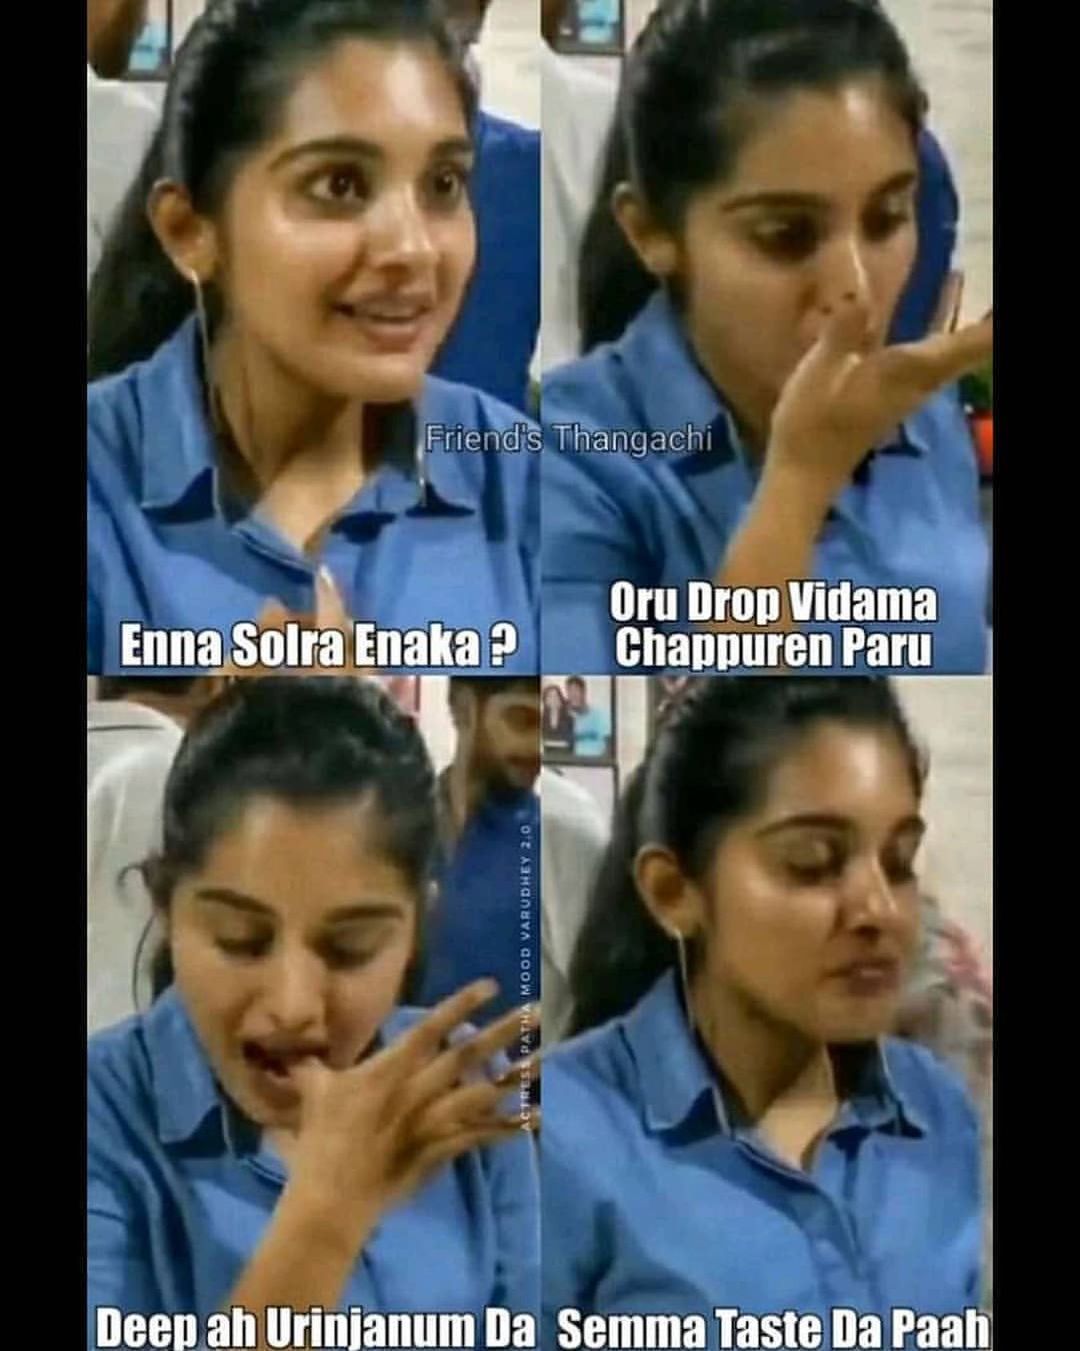 Friend's Thangachi
Enna Solra Enaka ?
Oru Drop Vidama
Chappuren Paru
ACTRESS PATHA MOOD VARUDHEY 2.0
Deep ah Urinjanum Da
Semma Taste Da Paah